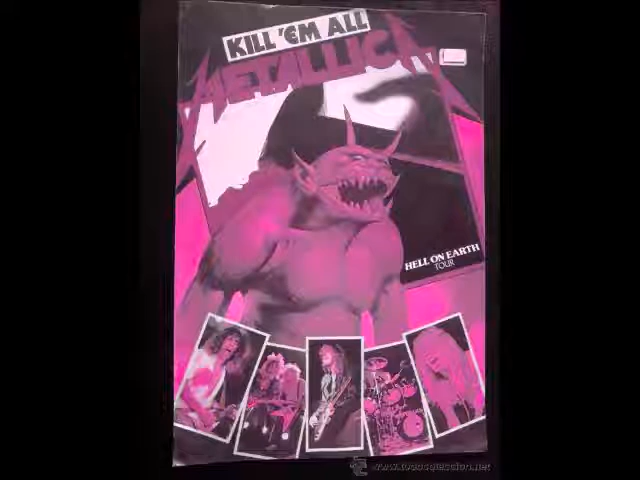 KILL 'EM ALL
METALLICA
HELL ON EARTH
TOUR
www.todocoleccion.net